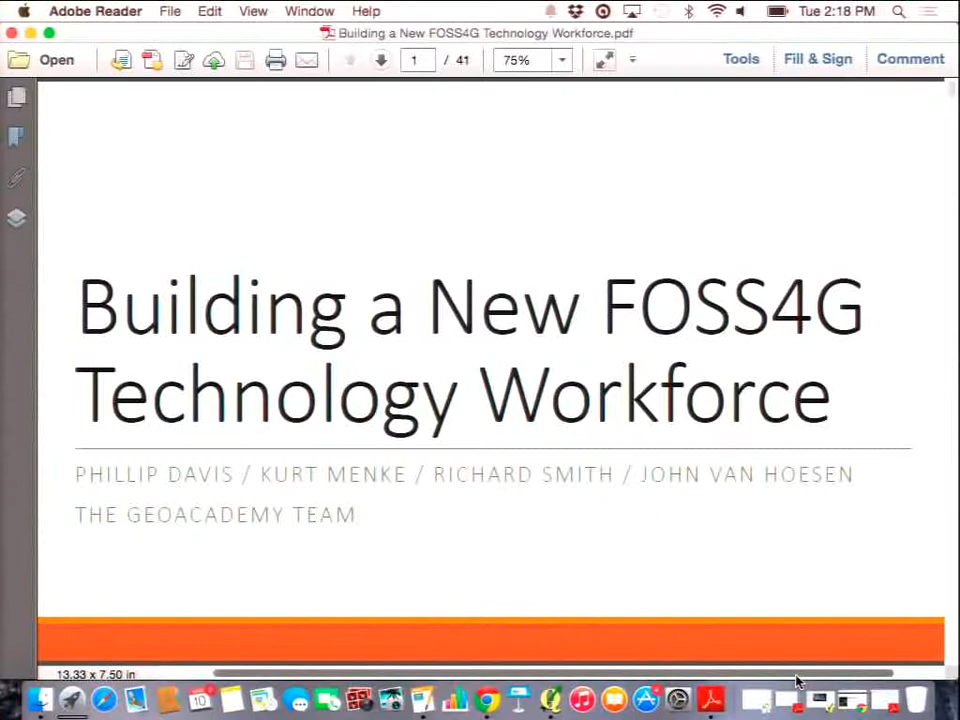 Adobe Reader File Edit View Window Help Tue 2:18 PM
Building a New FOSS4G Technology Workforce.pdf
Open 1 / 41 75% Tools Fill & Sign Comment
Building a New FOSS4G
Technology Workforce
PHILLIP DAVIS / KURT MENKE / RICHARD SMITH / JOHN VAN HOESEN
THE GEOACADEMY TEAM
13.33 x 7.50 in
10